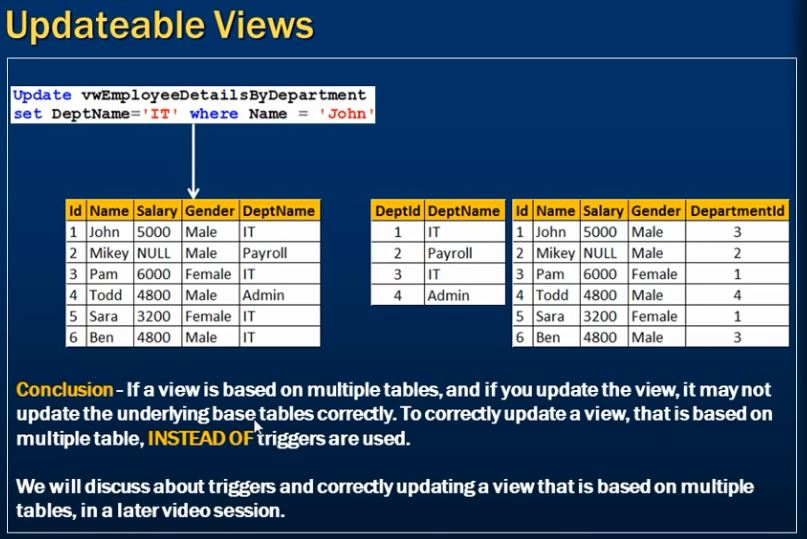 Updateable Views
Update vwEmployeeDetailsByDepartment
set DeptName='IT' where Name = 'John'
Id Name Salary Gender DeptName
1 John 5000 Male IT
2 Mikey NULL Male Payroll
3 Pam 6000 Female IT
4 Todd 4800 Male Admin
5 Sara 3200 Female IT
6 Ben 4800 Male IT
DeptId DeptName
1 IT
2 Payroll
3 IT
4 Admin
Id Name Salary Gender DepartmentId
1 John 5000 Male 3
2 Mikey NULL Male 2
3 Pam 6000 Female 1
4 Todd 4800 Male 4
5 Sara 3200 Female 1
6 Ben 4800 Male 3
Conclusion - If a view is based on multiple tables, and if you update the view, it may not
update the underlying base tables correctly. To correctly update a view, that is based on
multiple table, INSTEAD OF triggers are used.
We will discuss about triggers and correctly updating a view that is based on multiple
tables, in a later video session.